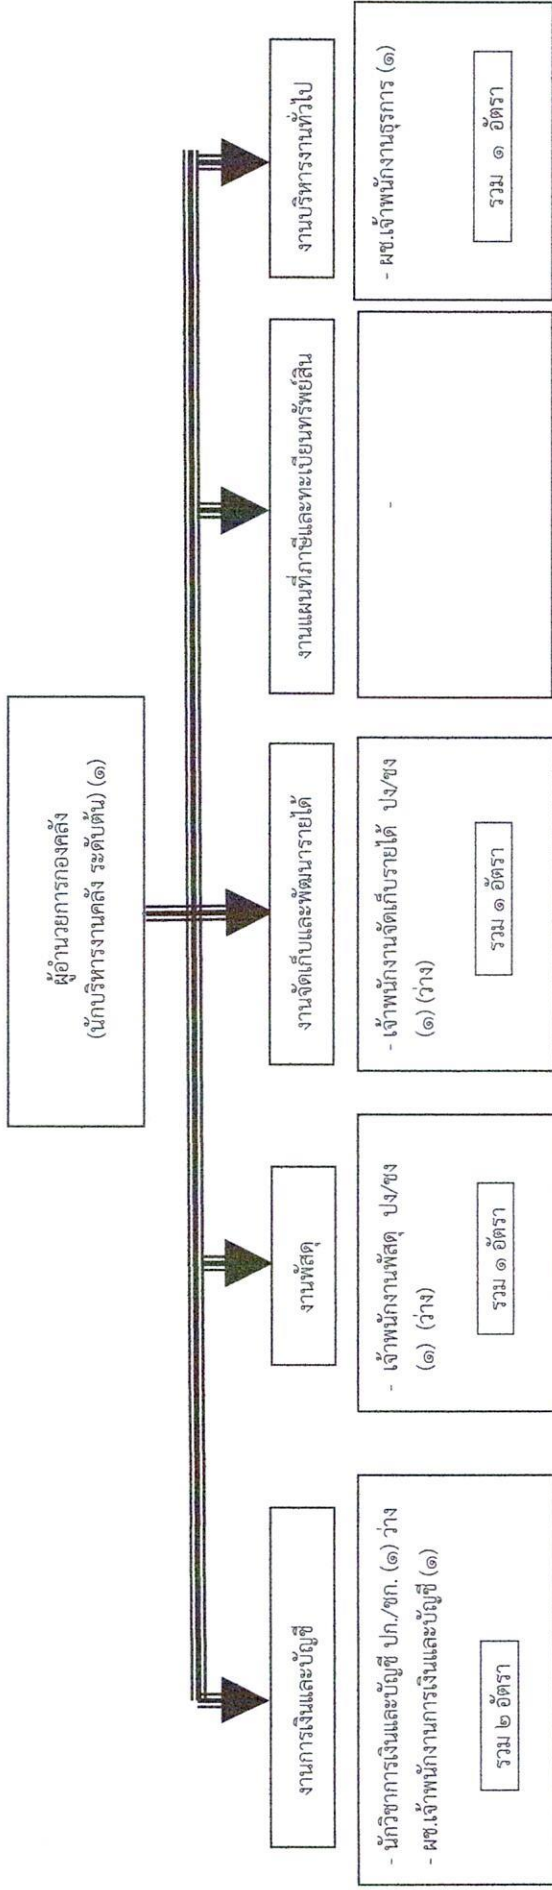 ผู้อำนวยการกองคลัง
(นักบริหารงานคลัง ระดับต้น) (๑)
งานการเงินและบัญชี
งานพัสดุ
งานจัดเก็บและพัฒนารายได้
งานแผนที่ภาษีและทะเบียนทรัพย์สิน
งานบริหารงานทั่วไป
- นักวิชาการเงินและบัญชี ปก./ชก. (๑) ว่าง
- ผช.เจ้าพนักงานการเงินและบัญชี (๑)
รวม ๒ อัตรา
- เจ้าพนักงานพัสดุ ปง/ชง
(๑) (ว่าง)
รวม ๑ อัตรา
- เจ้าพนักงานจัดเก็บรายได้ ปง/ชง
(๑) (ว่าง)
รวม ๑ อัตรา
-
- ผช.เจ้าพนักงานธุรการ (๑)
รวม ๑ อัตรา